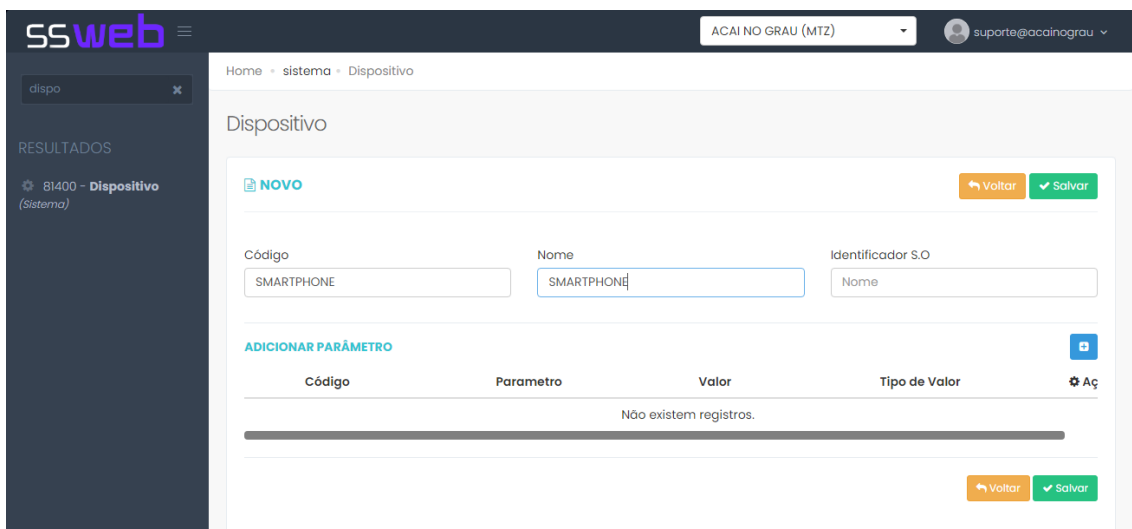 ssweb
ACAI NO GRAU (MTZ)
suporte@acainograu
dispo
Home sistema Dispositivo
RESULTADOS
81400 - Dispositivo
(Sistema)
Dispositivo
NOVO
Voltar Salvar
Código Nome Identificador S.O
SMARTPHONE SMARTPHONE Nome
ADICIONAR PARÂMETRO
Código Parametro Valor Tipo de Valor Aç
Não existem registros.
Voltar Salvar